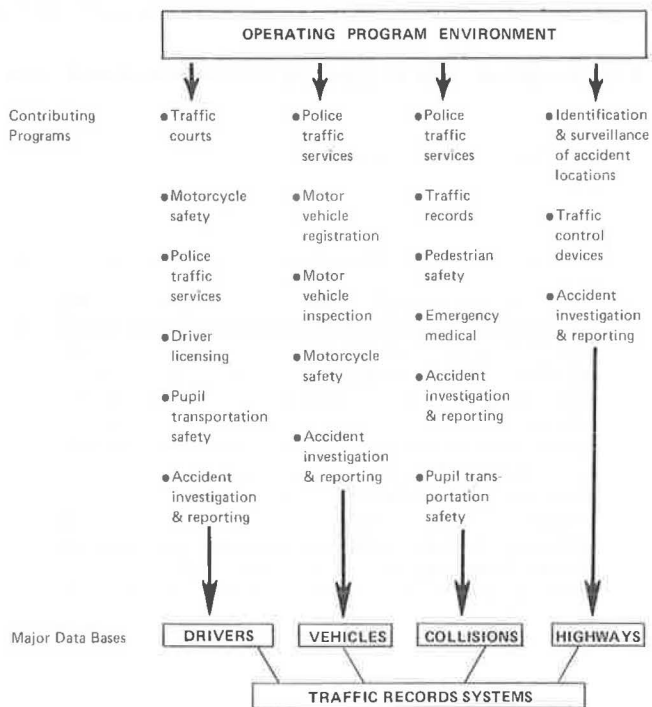 OPERATING PROGRAM ENVIRONMENT
Contributing
Programs
• Traffic
courts
• Motorcycle
safety
• Police
traffic
services
• Driver
licensing
• Pupil
transportation
safety
• Accident
investigation
& reporting
• Police
traffic
services
• Motor
vehicle
registration
• Motor
vehicle
inspection
• Motorcycle
safety
• Accident
investigation
& reporting
• Police
traffic
services
• Traffic
records
• Pedestrian
safety
• Emergency
medical
• Accident
investigation
& reporting
• Pupil trans-
portation
safety
• Identification
& surveillance
of accident
locations
• Traffic
control
devices
• Accident
investigation
& reporting
Major Data Bases
DRIVERS
VEHICLES
COLLISIONS
HIGHWAYS
TRAFFIC RECORDS SYSTEMS